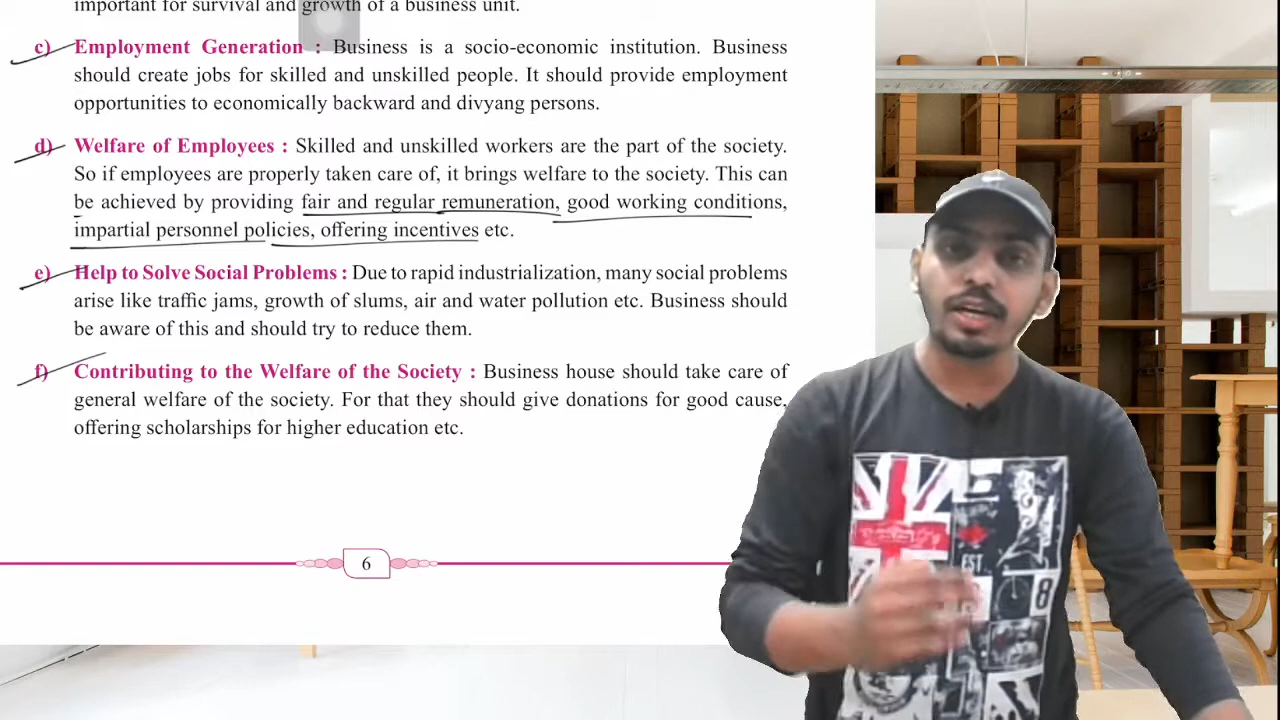 important for survival and growth of a business unit.
c) Employment Generation : Business is a socio-economic institution. Business
should create jobs for skilled and unskilled people. It should provide employment
opportunities to economically backward and divyang persons.
d) Welfare of Employees : Skilled and unskilled workers are the part of the society.
So if employees are properly taken care of, it brings welfare to the society. This can
be achieved by providing fair and regular remuneration, good working conditions,
impartial personnel policies, offering incentives etc.
e) Help to Solve Social Problems : Due to rapid industrialization, many social problems
arise like traffic jams, growth of slums, air and water pollution etc. Business should
be aware of this and should try to reduce them.
f) Contributing to the Welfare of the Society : Business house should take care of
general welfare of the society. For that they should give donations for good cause,
offering scholarships for higher education etc.
6
EST
8